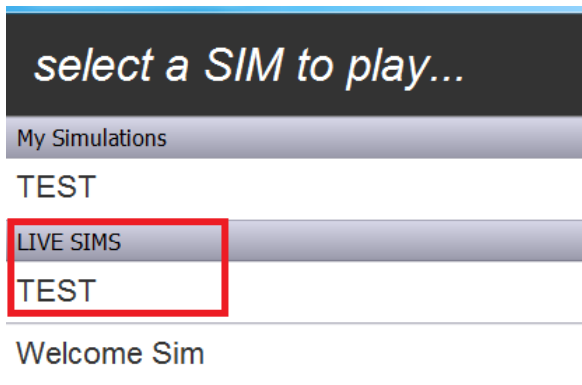 select a SIM to play...
My Simulations
TEST
LIVE SIMS
TEST
Welcome Sim